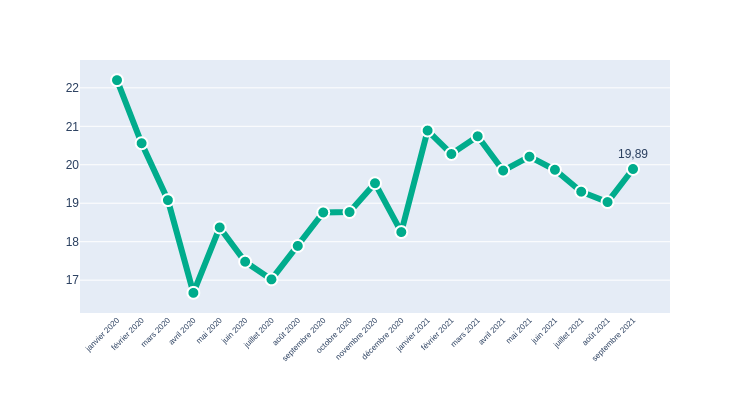 22
21
20
19
18
17
19,89
janvier 2020
février 2020
mars 2020
avril 2020
mai 2020
juin 2020
juillet 2020
août 2020
septembre 2020
octobre 2020
novembre 2020
décembre 2020
janvier 2021
février 2021
mars 2021
avril 2021
mai 2021
juin 2021
juillet 2021
août 2021
septembre 2021